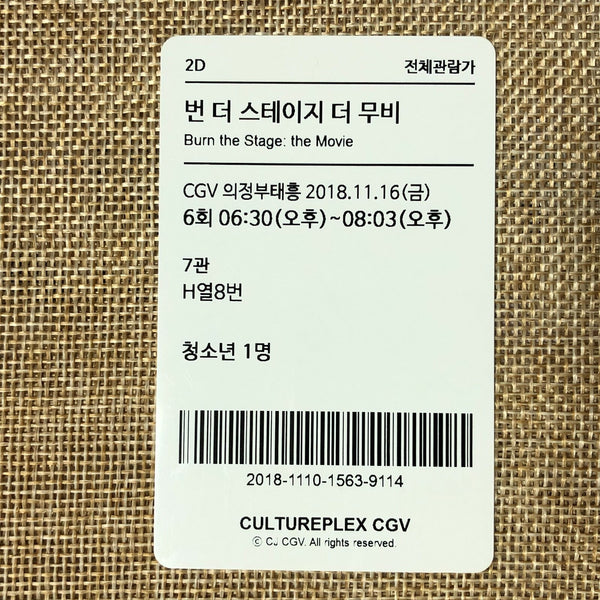 2D 전체관람가
번 더 스테이지 더 무비
Burn the Stage: the Movie
CGV 의정부태흥 2018.11.16(금)
6회 06:30(오후)~08:03(오후)
7관
H열8번
청소년 1명
2018-1110-1563-9114
CULTUREPLEX CGV
ⓒ CJ CGV. All rights reserved.